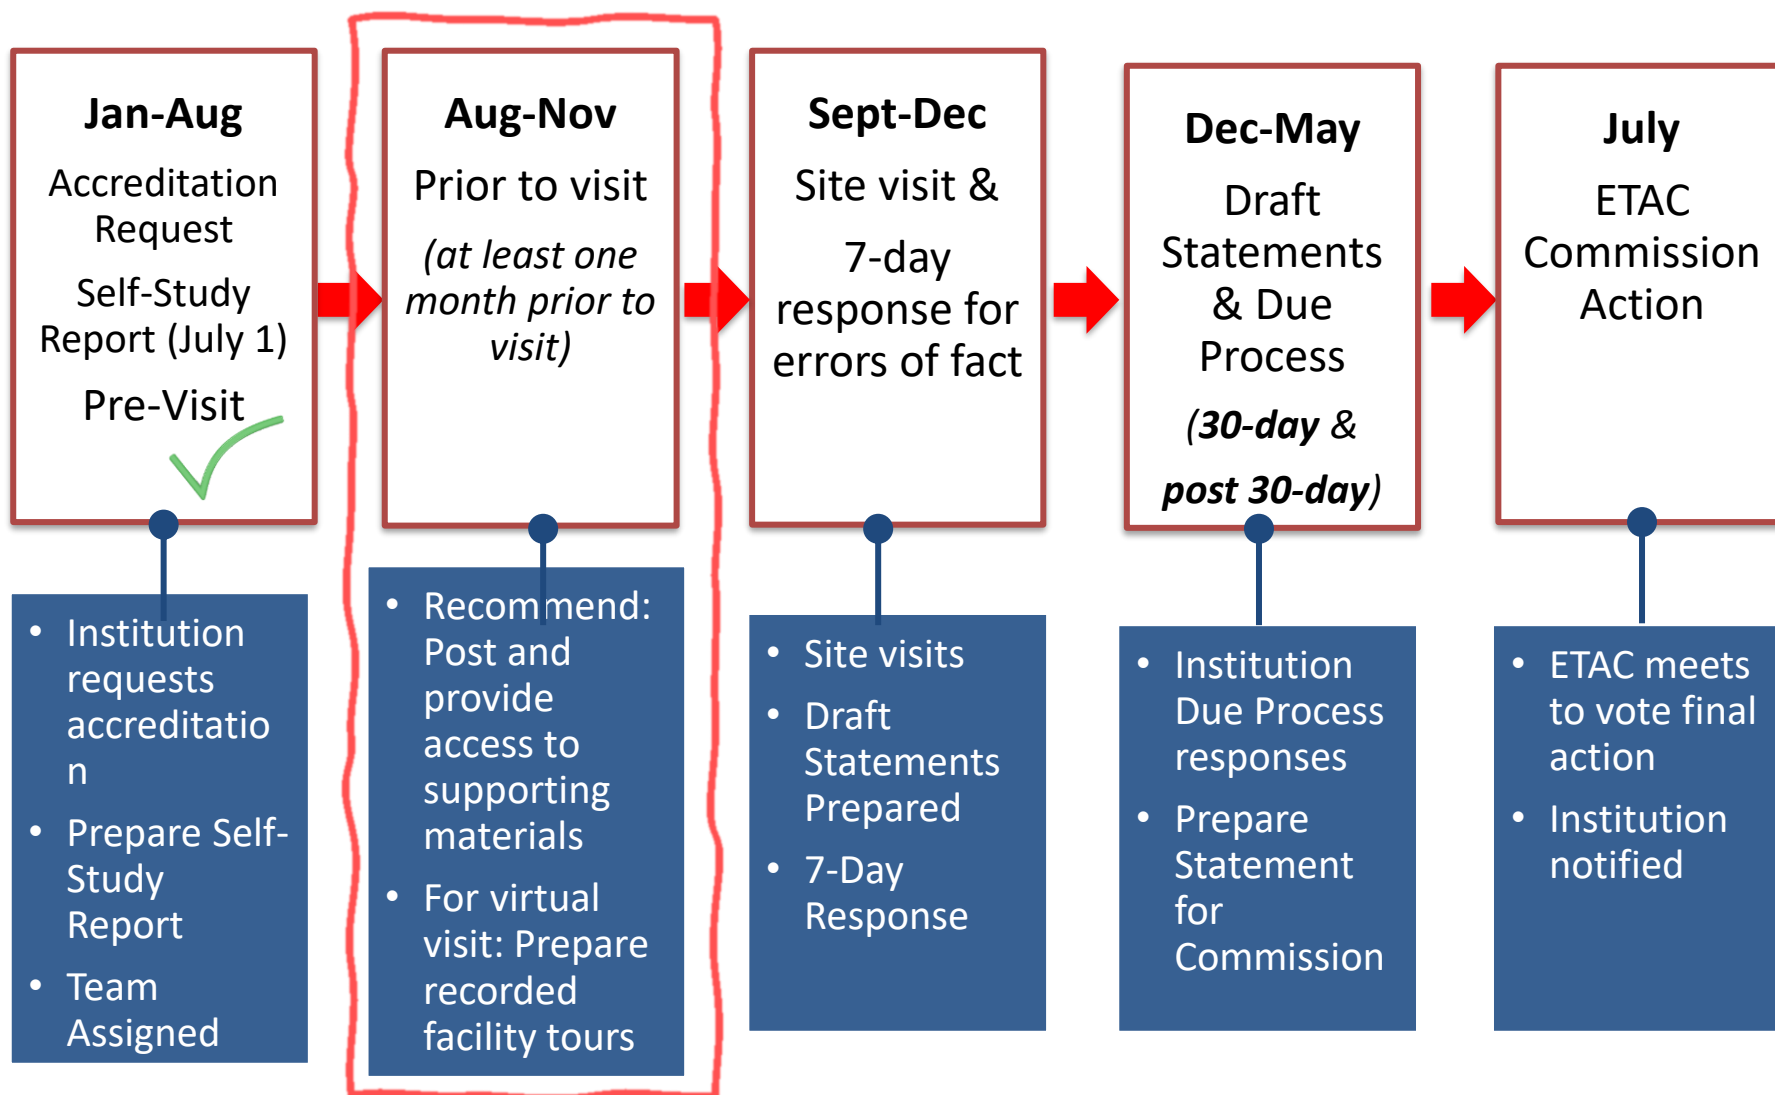 Jan-Aug
Accreditation
Request
Self-Study
Report (July 1)
Pre-Visit
Aug-Nov
Prior to visit
(at least one
month prior to
visit)
Sept-Dec
Site visit &
7-day
response for
errors of fact
Dec-May
Draft
Statements
& Due
Process
(30-day &
post 30-day)
July
ETAC
Commission
Action
• Institution
requests
accreditatio
n
• Prepare Self-
Study
Report
• Team
Assigned
• Recommend:
Post and
provide
access to
supporting
materials
• For virtual
visit: Prepare
recorded
facility tours
• Site visits
• Draft
Statements
Prepared
• 7-Day
Response
• Institution
Due Process
responses
• Prepare
Statement
for
Commission
• ETAC meets
to vote final
action
• Institution
notified